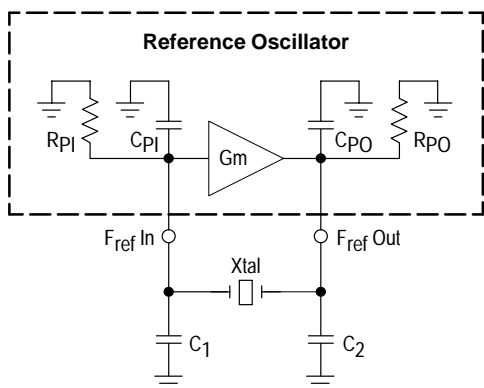 Reference Oscillator
RPI
CPI
Gm
CPO
RPO
Fref In
Fref Out
Xtal
C1
C2